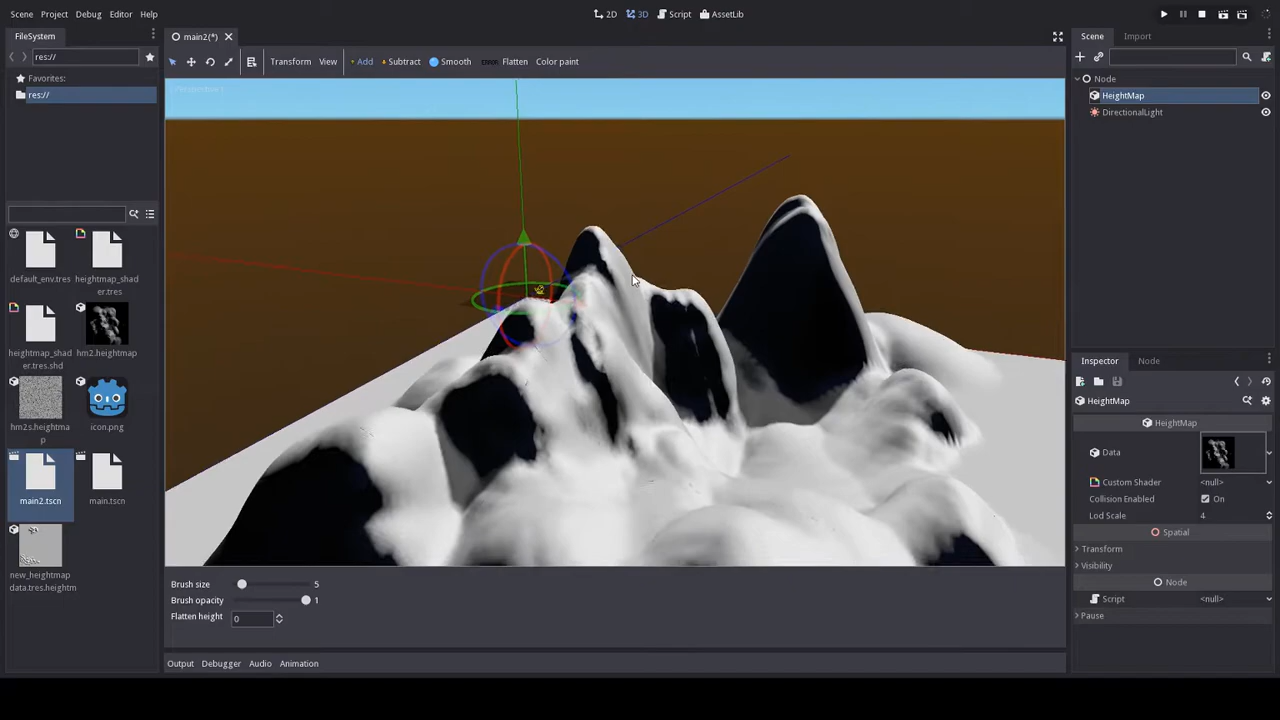 Scene Project Debug Editor Help
2D 3D Script AssetLib
FileSystem
res://
Favorites:
res://
default_env.tres
heightmap_shader.tres
heightmap_shader.tres.shd
hm2.heightmap
hm2s.heightmap
icon.png
main2.tscn
main.tscn
new_heightmapdata.tres.heightm
main2(*)
Transform View Add Subtract Smooth Flatten Color paint
Brush size 5
Brush opacity 1
Flatten height 0
Output Debugger Audio Animation
Scene Import
Node
HeightMap
DirectionalLight
Inspector Node
HeightMap
HeightMap
Data
Custom Shader <null>
Collision Enabled On
Lod Scale 4
Spatial
Transform
Visibility
Node
Script <null>
Pause